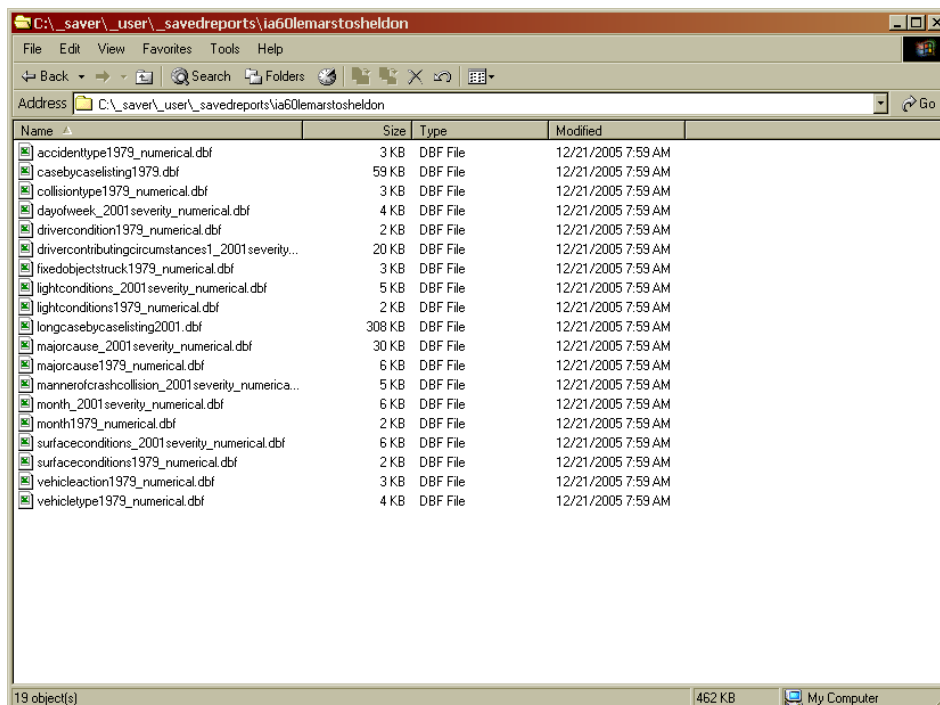 C:\_saver\_user\_savedreports\ia60lemarstosheldon
File Edit View Favorites Tools Help
Back Search Folders
Address C:\_saver\_user\_savedreports\ia60lemarstosheldon Go
Name Size Type Modified
accidenttype1979_numerical.dbf 3 KB DBF File 12/21/2005 7:59 AM
casebycaselisting1979.dbf 59 KB DBF File 12/21/2005 7:59 AM
collisiontype1979_numerical.dbf 3 KB DBF File 12/21/2005 7:59 AM
dayofweek_2001severity_numerical.dbf 4 KB DBF File 12/21/2005 7:59 AM
drivercondition1979_numerical.dbf 2 KB DBF File 12/21/2005 7:59 AM
drivercontributingcircumstances1_2001severity... 20 KB DBF File 12/21/2005 7:59 AM
fixedobjectstruck1979_numerical.dbf 3 KB DBF File 12/21/2005 7:59 AM
lightconditions_2001severity_numerical.dbf 5 KB DBF File 12/21/2005 7:59 AM
lightconditions1979_numerical.dbf 2 KB DBF File 12/21/2005 7:59 AM
longcasebycaselisting2001.dbf 308 KB DBF File 12/21/2005 7:59 AM
majorcause_2001severity_numerical.dbf 30 KB DBF File 12/21/2005 7:59 AM
majorcause1979_numerical.dbf 6 KB DBF File 12/21/2005 7:59 AM
mannerofcrashcollision_2001severity_numerica... 5 KB DBF File 12/21/2005 7:59 AM
month_2001severity_numerical.dbf 6 KB DBF File 12/21/2005 7:59 AM
month1979_numerical.dbf 2 KB DBF File 12/21/2005 7:59 AM
surfaceconditions_2001severity_numerical.dbf 6 KB DBF File 12/21/2005 7:59 AM
surfaceconditions1979_numerical.dbf 2 KB DBF File 12/21/2005 7:59 AM
vehicleaction1979_numerical.dbf 3 KB DBF File 12/21/2005 7:59 AM
vehicletype1979_numerical.dbf 4 KB DBF File 12/21/2005 7:59 AM
19 object(s) 462 KB My Computer